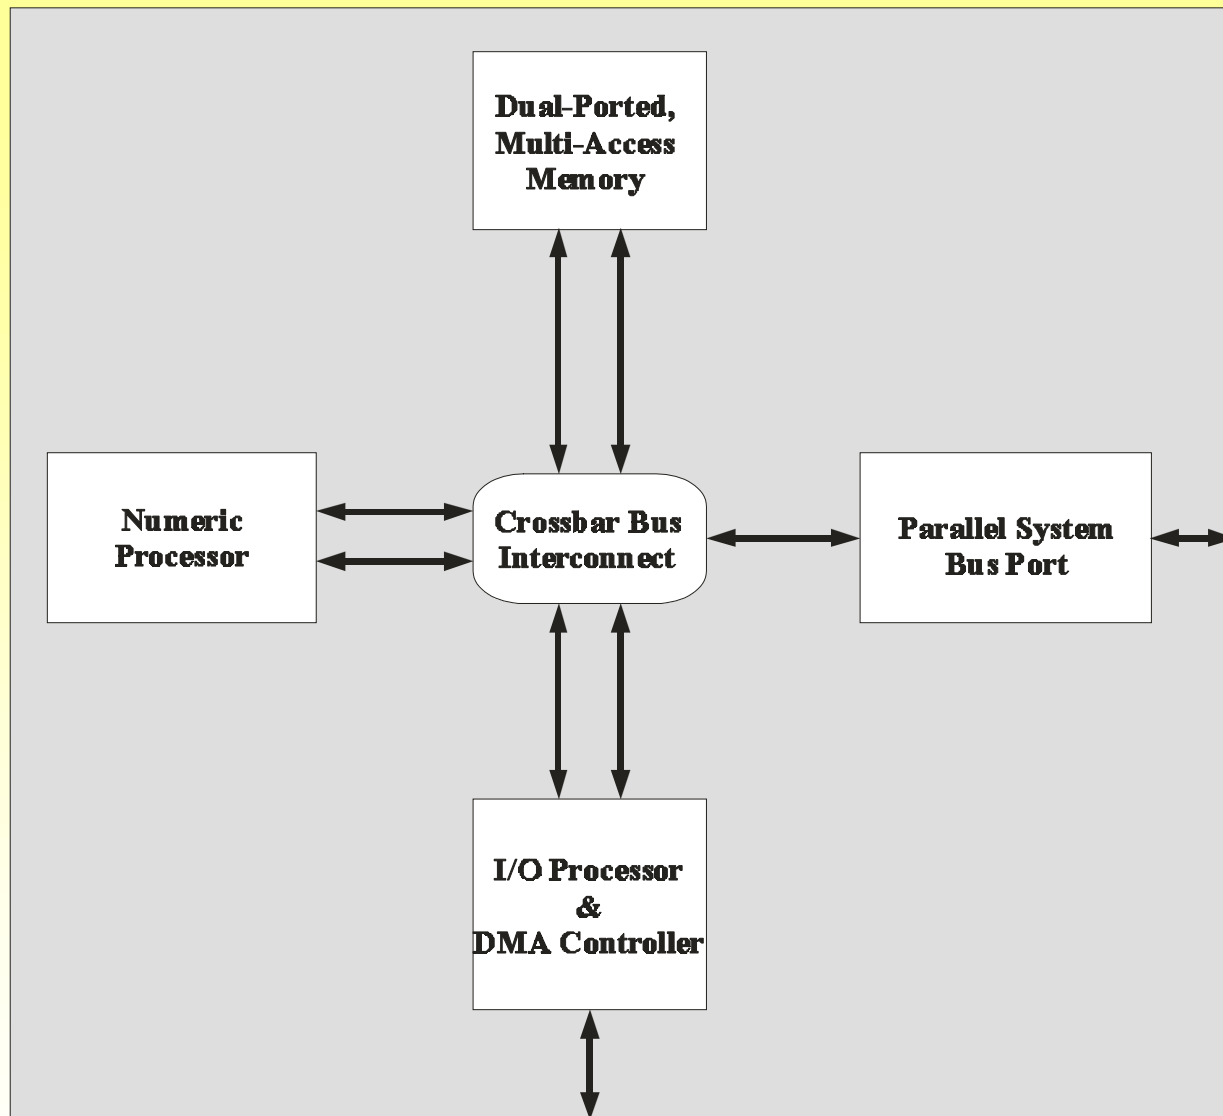 Dual-Ported,
Multi-Access
Memory
Numeric
Processor
Crossbar Bus
Interconnect
Parallel System
Bus Port
I/O Processor
&
DMA Controller